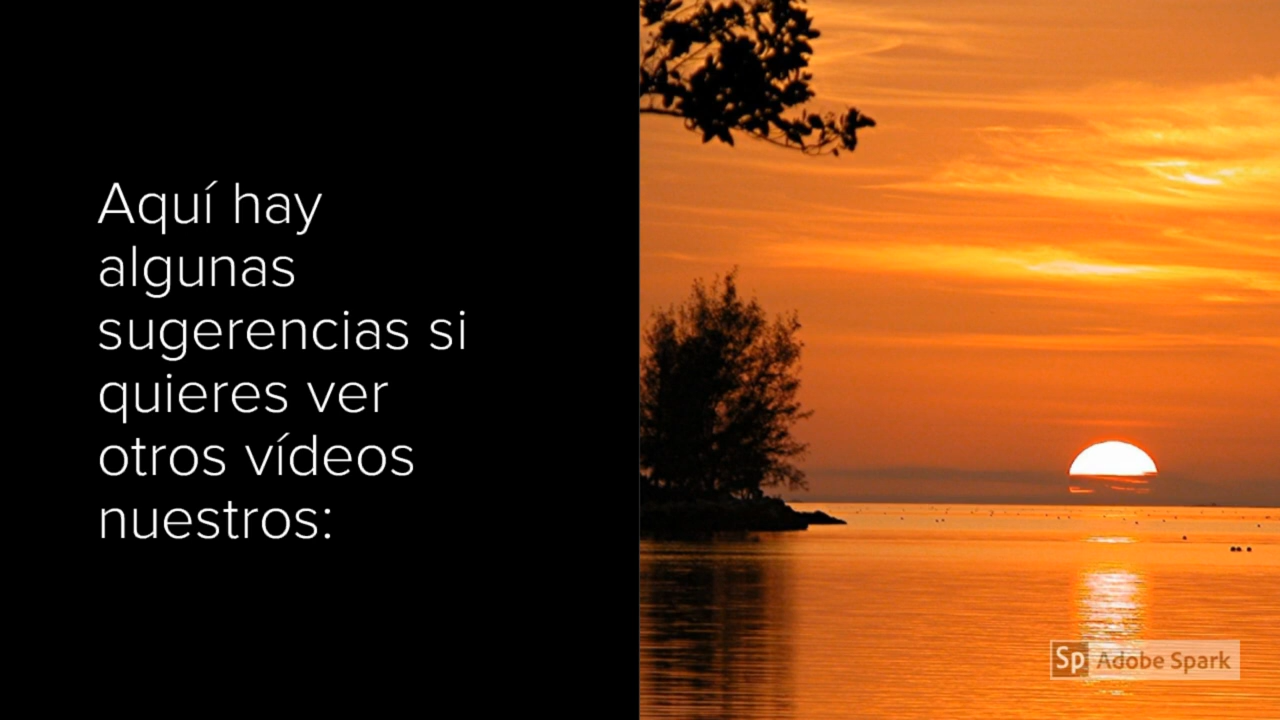 Aquí hay
algunas
sugerencias si
quieres ver
otros vídeos
nuestros:
Sp Adobe Spark